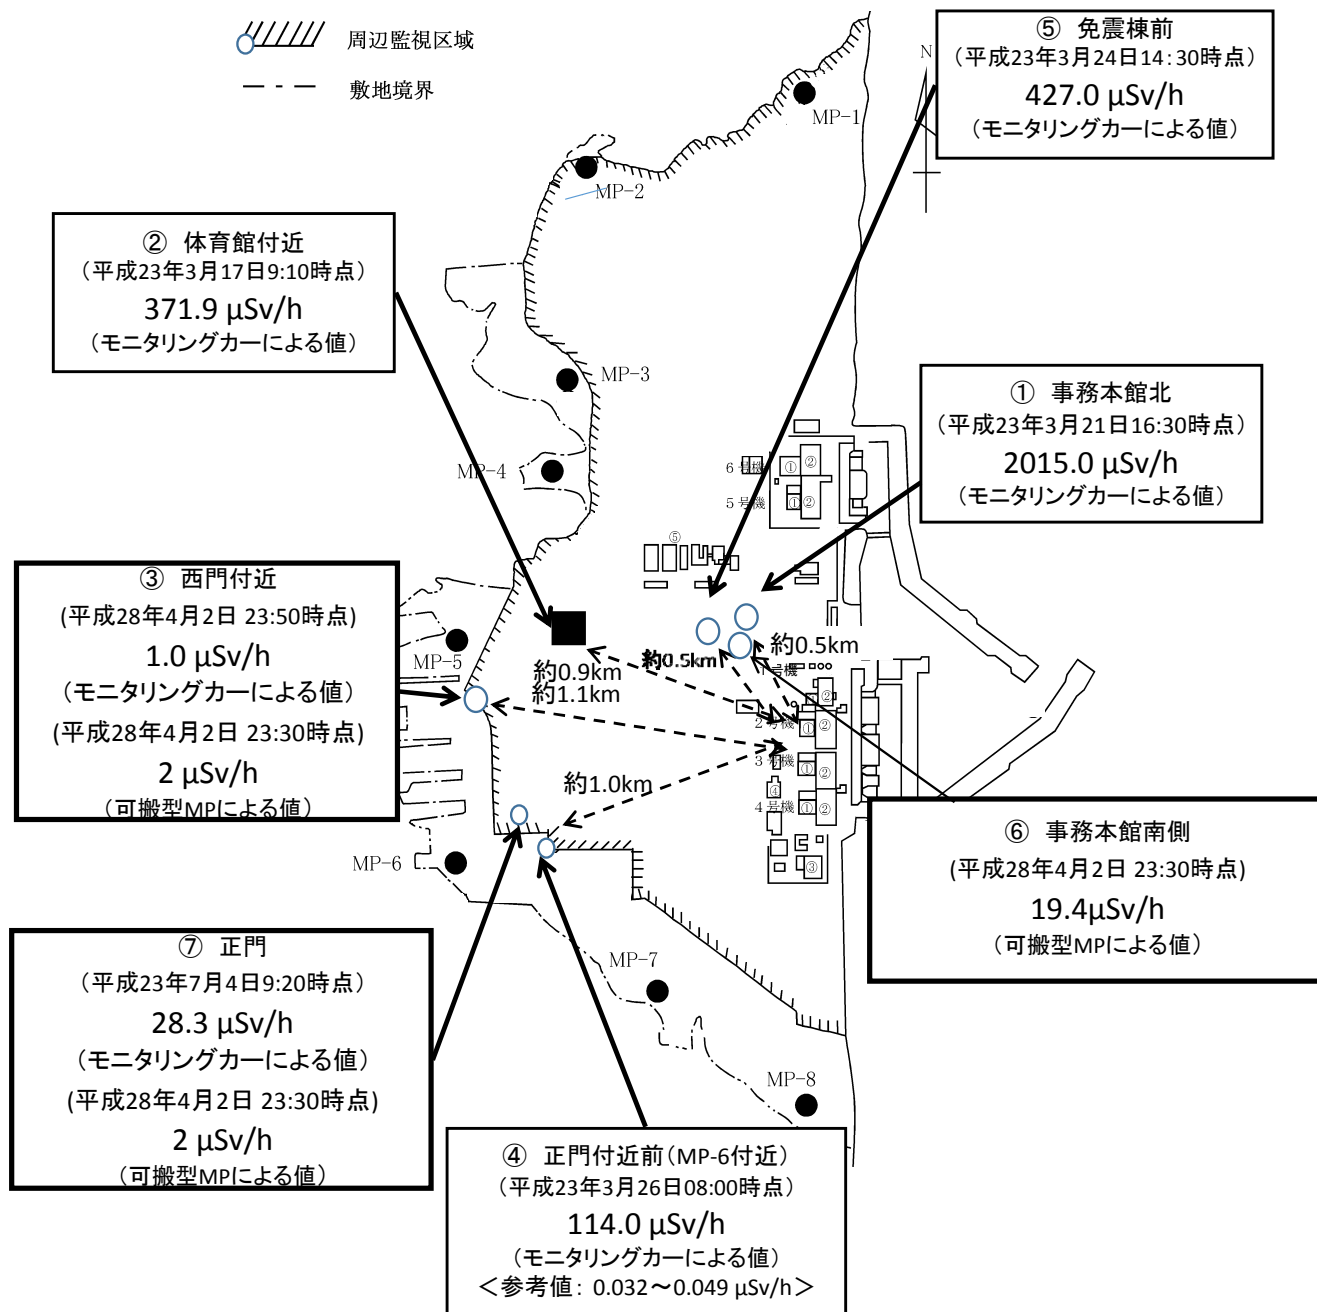 周辺監視区域
敷地境界
⑤ 免震棟前
（平成23年3月24日14：30時点）
427.0 μSv/h
（モニタリングカーによる値）
N
MP-1
MP-2
② 体育館付近
（平成23年3月17日9:10時点）
371.9 μSv/h
（モニタリングカーによる値）
MP-3
① 事務本館北
（平成23年3月21日16:30時点）
2015.0 μSv/h
（モニタリングカーによる値）
MP-4
6号機
①
②
5号機
①
②
⑤
③ 西門付近
(平成28年4月2日 23:50時点)
1.0 μSv/h
（モニタリングカーによる値）
(平成28年4月2日 23:30時点)
2 μSv/h
（可搬型MPによる値）
MP-5
約0.9km
約1.1km
約0.5km
約0.5km
1号機
②
2号機
①
②
3号機
①
②
約1.0km
④
4号機
①
②
③
MP-6
⑥ 事務本館南側
(平成28年4月2日 23:30時点)
19.4μSv/h
（可搬型MPによる値）
⑦ 正門
（平成23年7月4日9:20時点）
28.3 μSv/h
（モニタリングカーによる値）
(平成28年4月2日 23:30時点)
2 μSv/h
（可搬型MPによる値）
MP-7
MP-8
④ 正門付近前（MP-6付近）
（平成23年3月26日08:00時点）
114.0 μSv/h
（モニタリングカーによる値）
＜参考値： 0.032～0.049 μSv/h＞